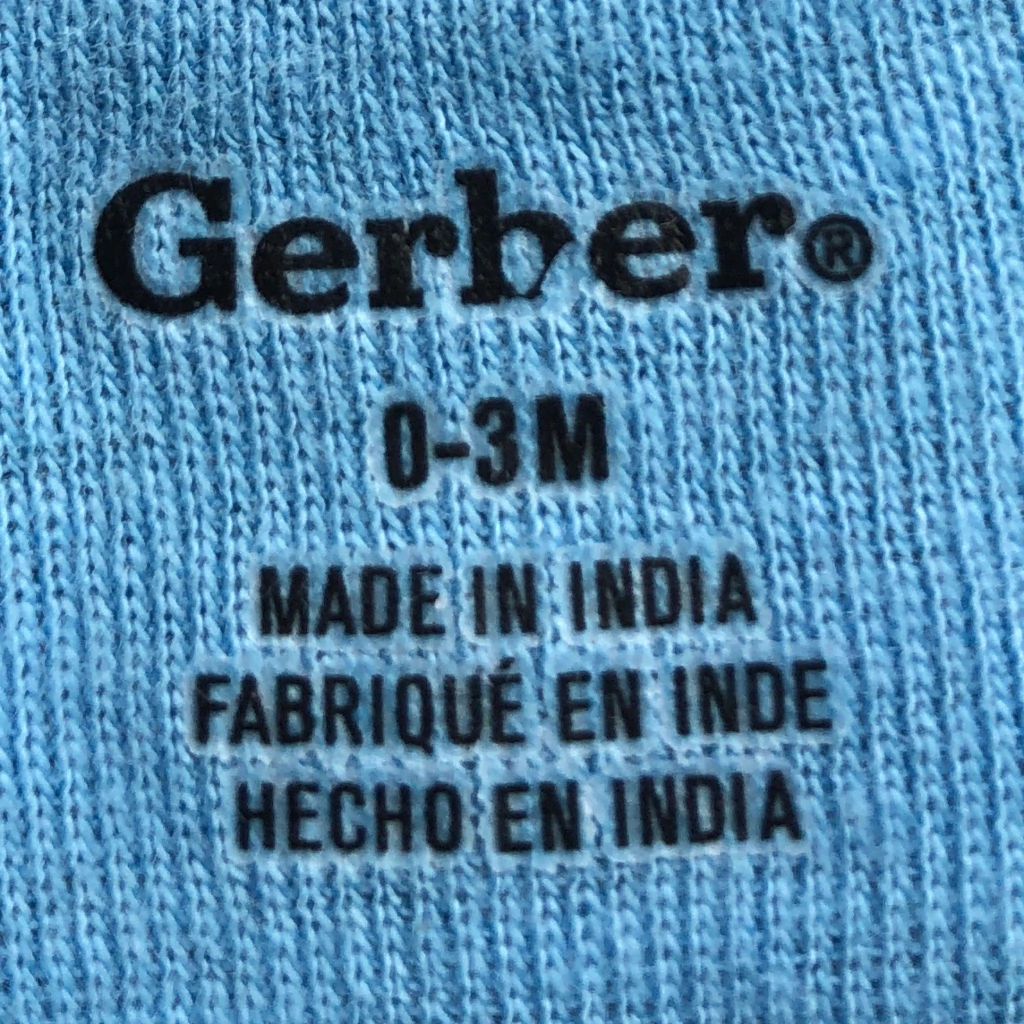 Gerber®
0-3M
MADE IN INDIA
FABRIQUÉ EN INDE
HECHO EN INDIA